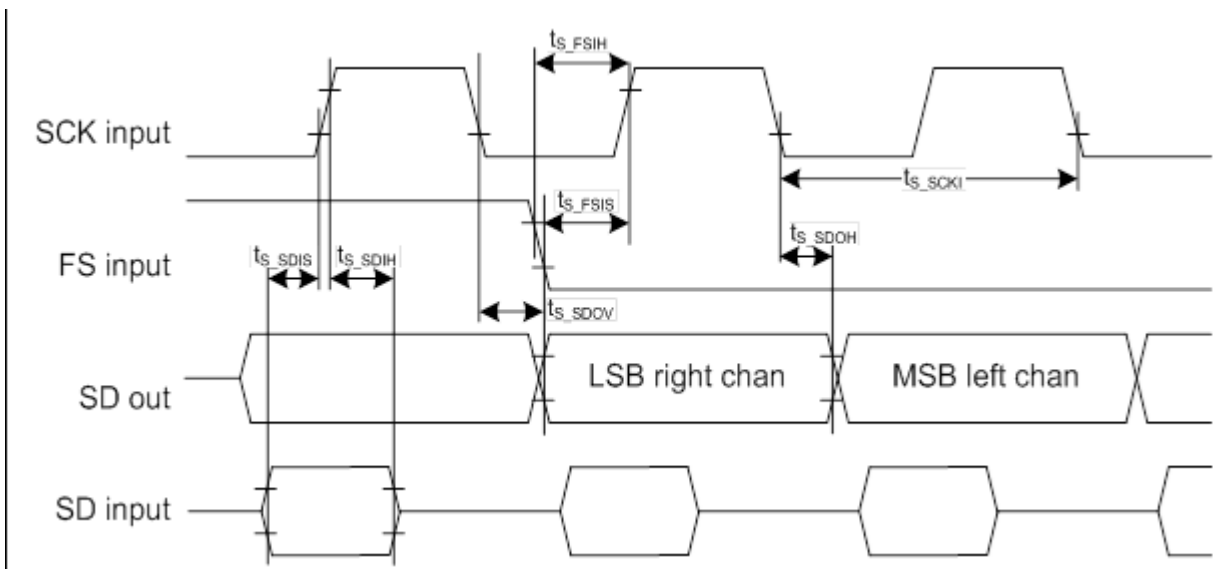 tS_FSIH
SCK input
tS_SCKI
tS_FSIS
tS_SDOH
FS input
tS_SDIS tS_SDIH
tS_SDOV
LSB right chan MSB left chan
SD out
SD input